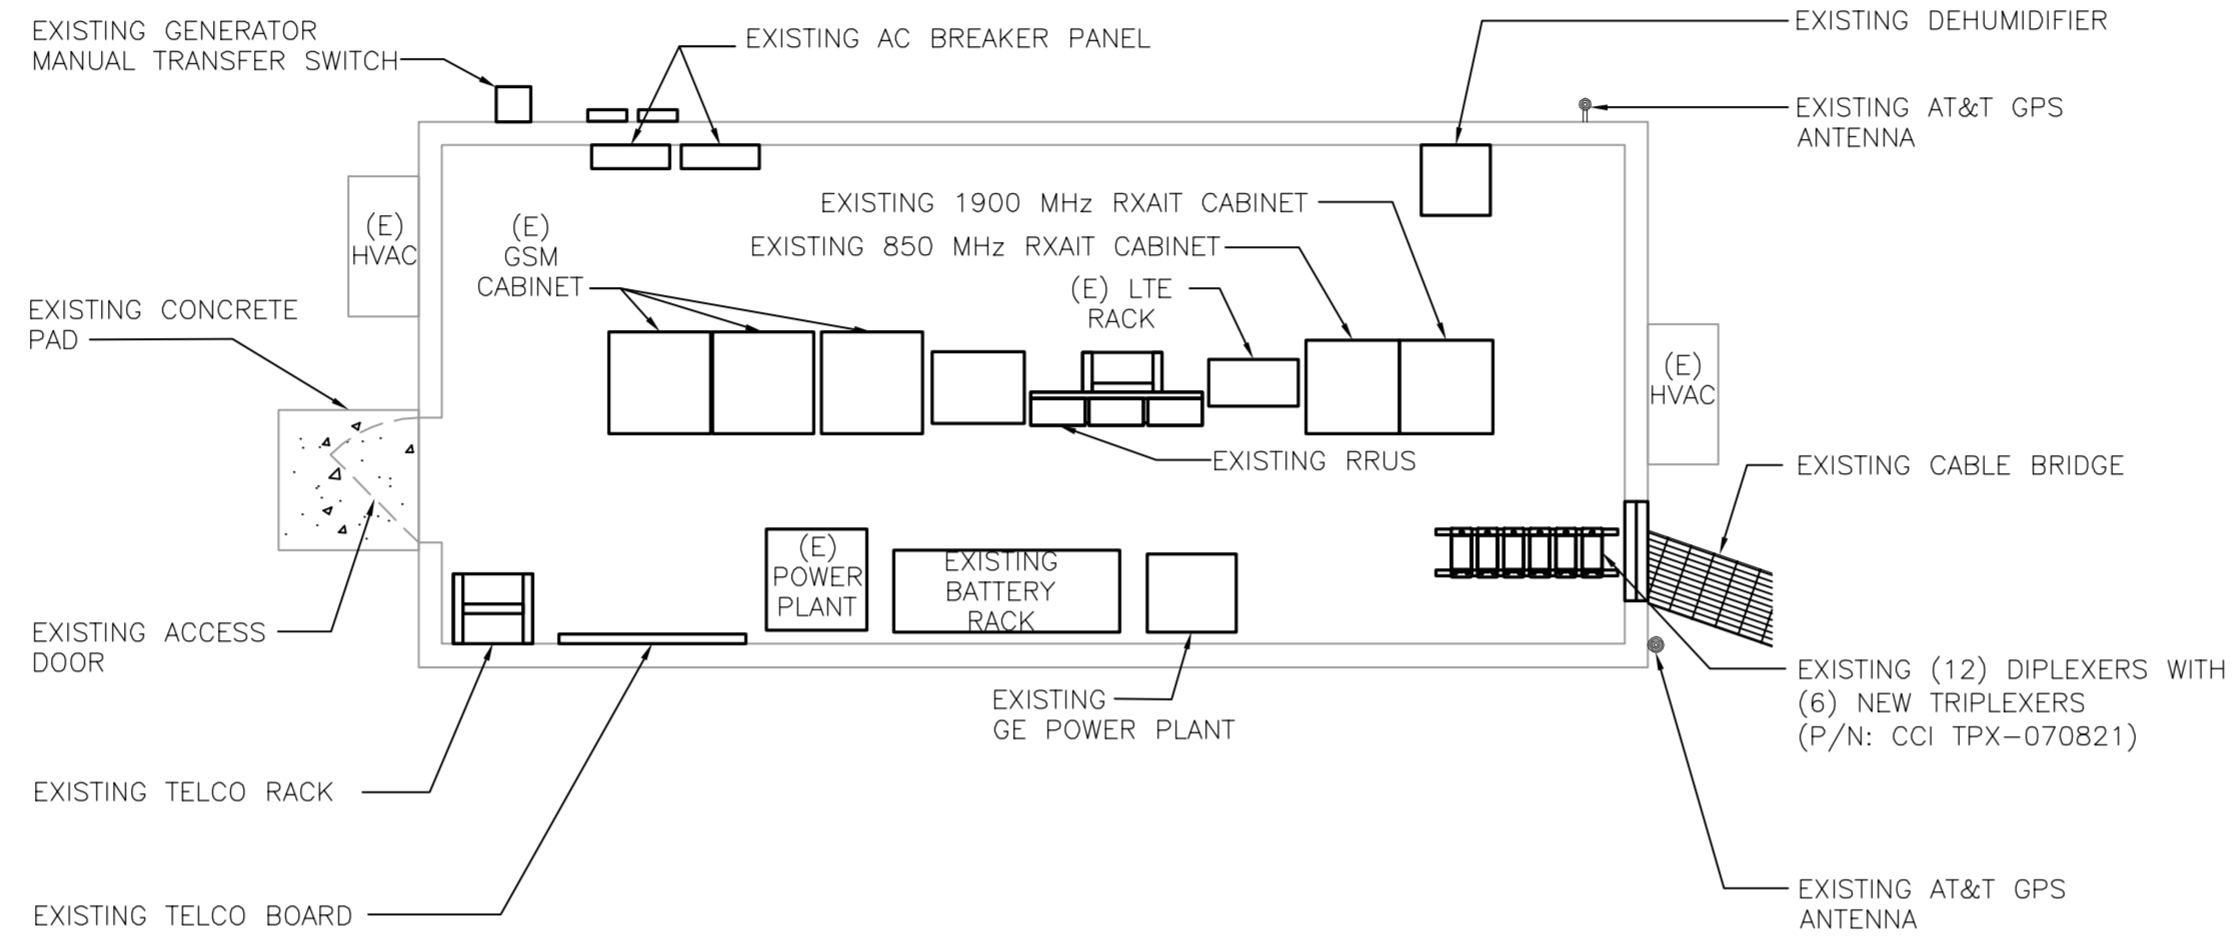 EXISTING GENERATOR
MANUAL TRANSFER SWITCH
EXISTING AC BREAKER PANEL
EXISTING DEHUMIDIFIER
EXISTING AT&T GPS
ANTENNA
EXISTING 1900 MHz RXAIT CABINET
EXISTING 850 MHz RXAIT CABINET
(E)
HVAC
(E)
GSM
CABINET
(E) LTE
RACK
EXISTING CONCRETE
PAD
(E)
HVAC
EXISTING RRUS
EXISTING CABLE BRIDGE
(E)
POWER
PLANT
EXISTING
BATTERY
RACK
EXISTING ACCESS
DOOR
EXISTING
GE POWER PLANT
EXISTING (12) DIPLEXERS WITH
(6) NEW TRIPLEXERS
(P/N: CCI TPX-070821)
EXISTING TELCO RACK
EXISTING TELCO BOARD
EXISTING AT&T GPS
ANTENNA